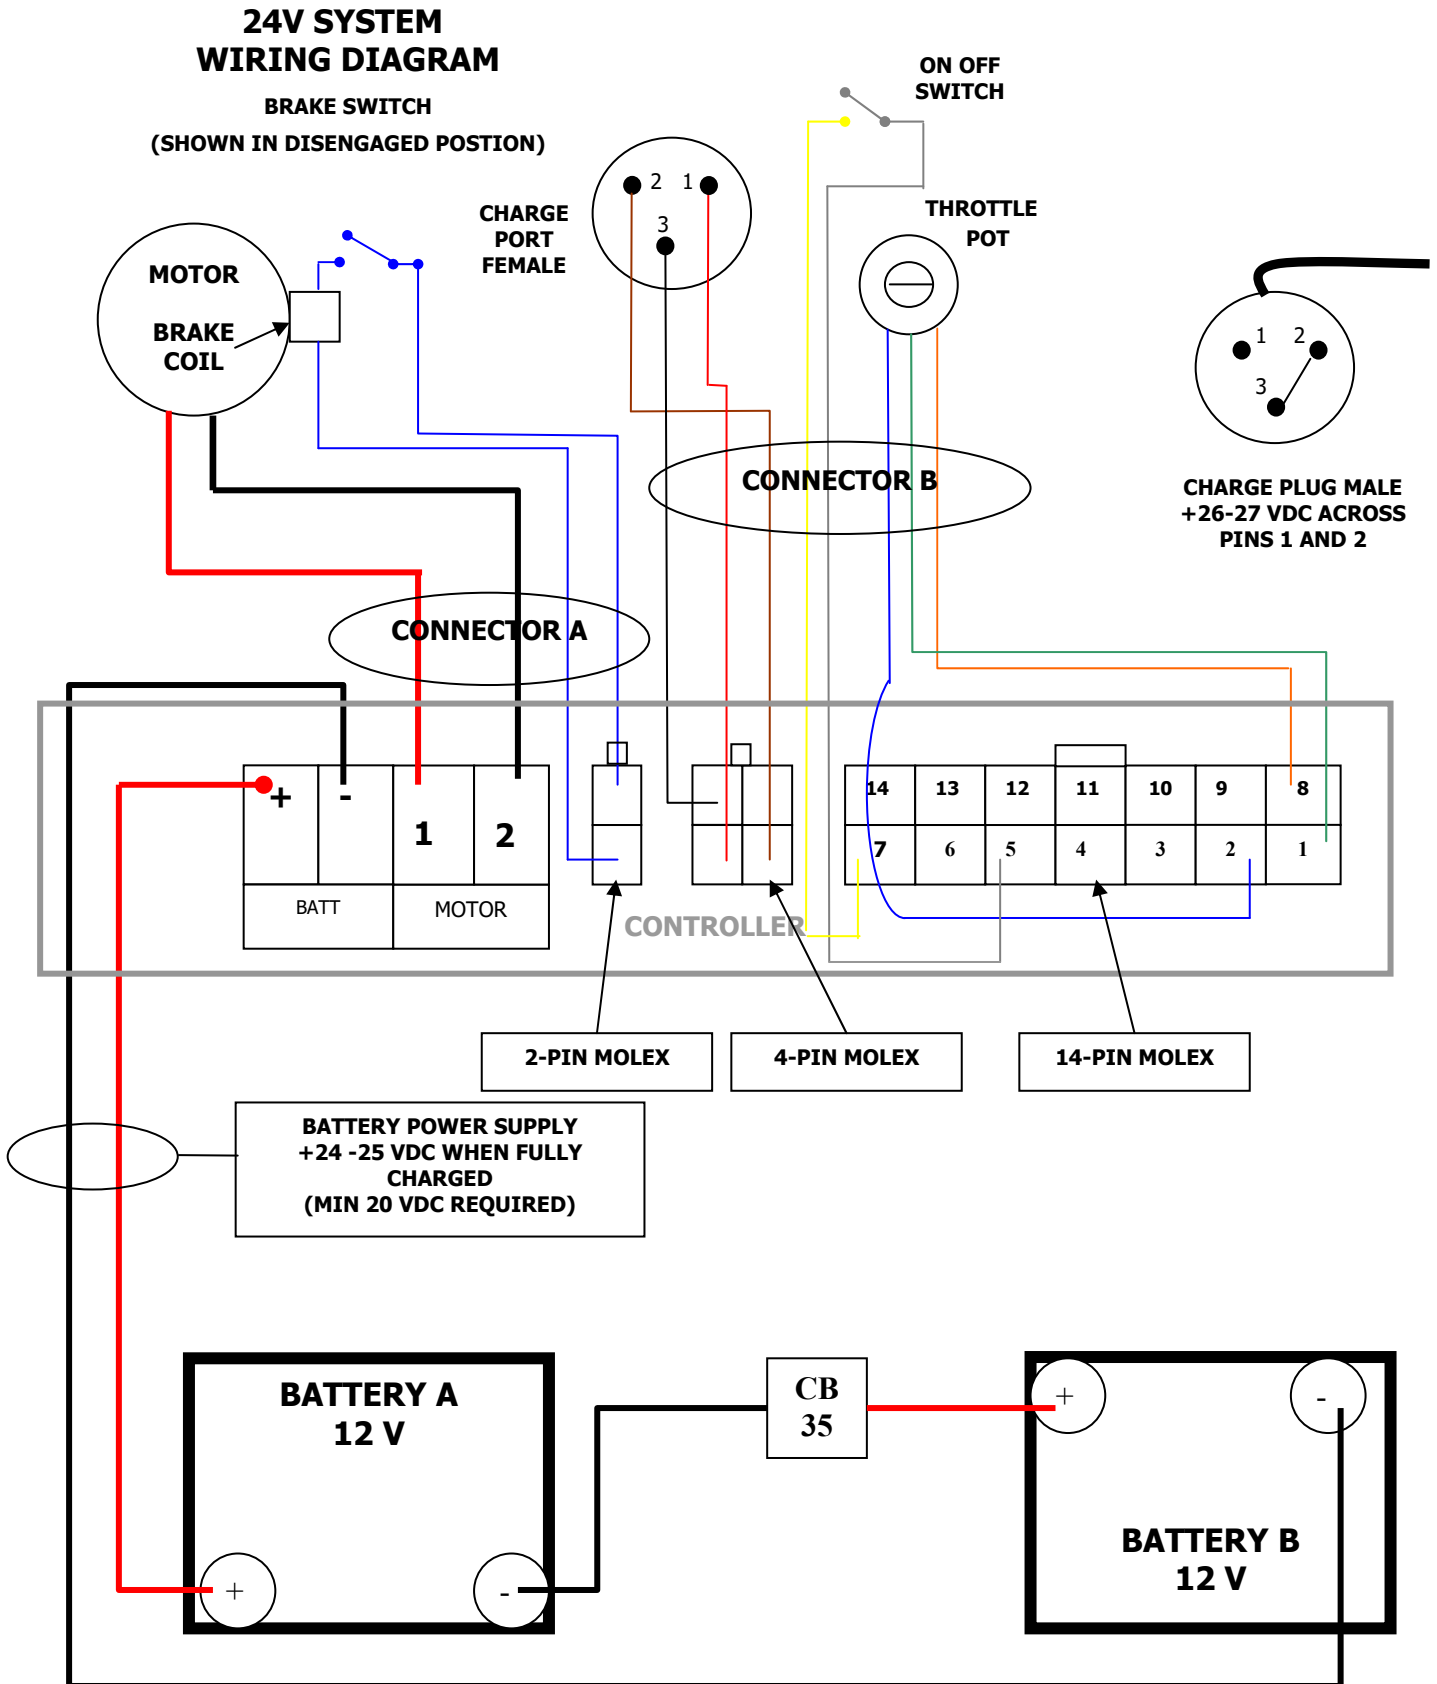 24V SYSTEM
WIRING DIAGRAM
BRAKE SWITCH
(SHOWN IN DISENGAGED POSTION)
ON OFF
SWITCH
2 1
3
CHARGE
PORT
FEMALE
THROTTLE
POT
MOTOR
BRAKE
COIL
1 2
3
CONNECTOR B
CHARGE PLUG MALE
+26-27 VDC ACROSS
PINS 1 AND 2
CONNECTOR A
+ - 1 2
BATT MOTOR
14 13 12 11 10 9 8
7 6 5 4 3 2 1
CONTROLLER
2-PIN MOLEX
4-PIN MOLEX
14-PIN MOLEX
BATTERY POWER SUPPLY
+24 -25 VDC WHEN FULLY
CHARGED
(MIN 20 VDC REQUIRED)
BATTERY A
12 V
+ -
CB
35
+ -
BATTERY B
12 V